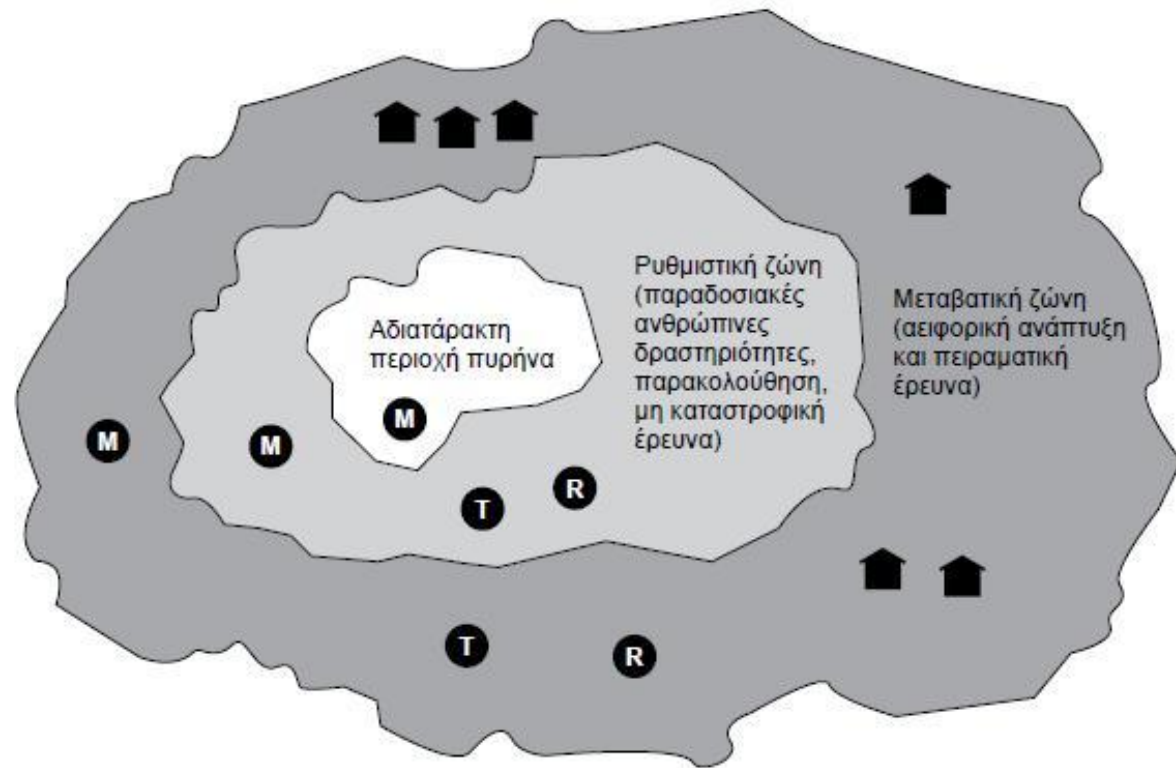 Αδιατάρακτη
περιοχή πυρήνα
Ρυθμιστική ζώνη
(παραδοσιακές
ανθρώπινες
δραστηριότητες,
παρακολούθηση,
μη καταστροφική
έρευνα)
Μεταβατική ζώνη
(αειφορική ανάπτυξη
και πειραματική
έρευνα)
M
M
M
T
R
T
R